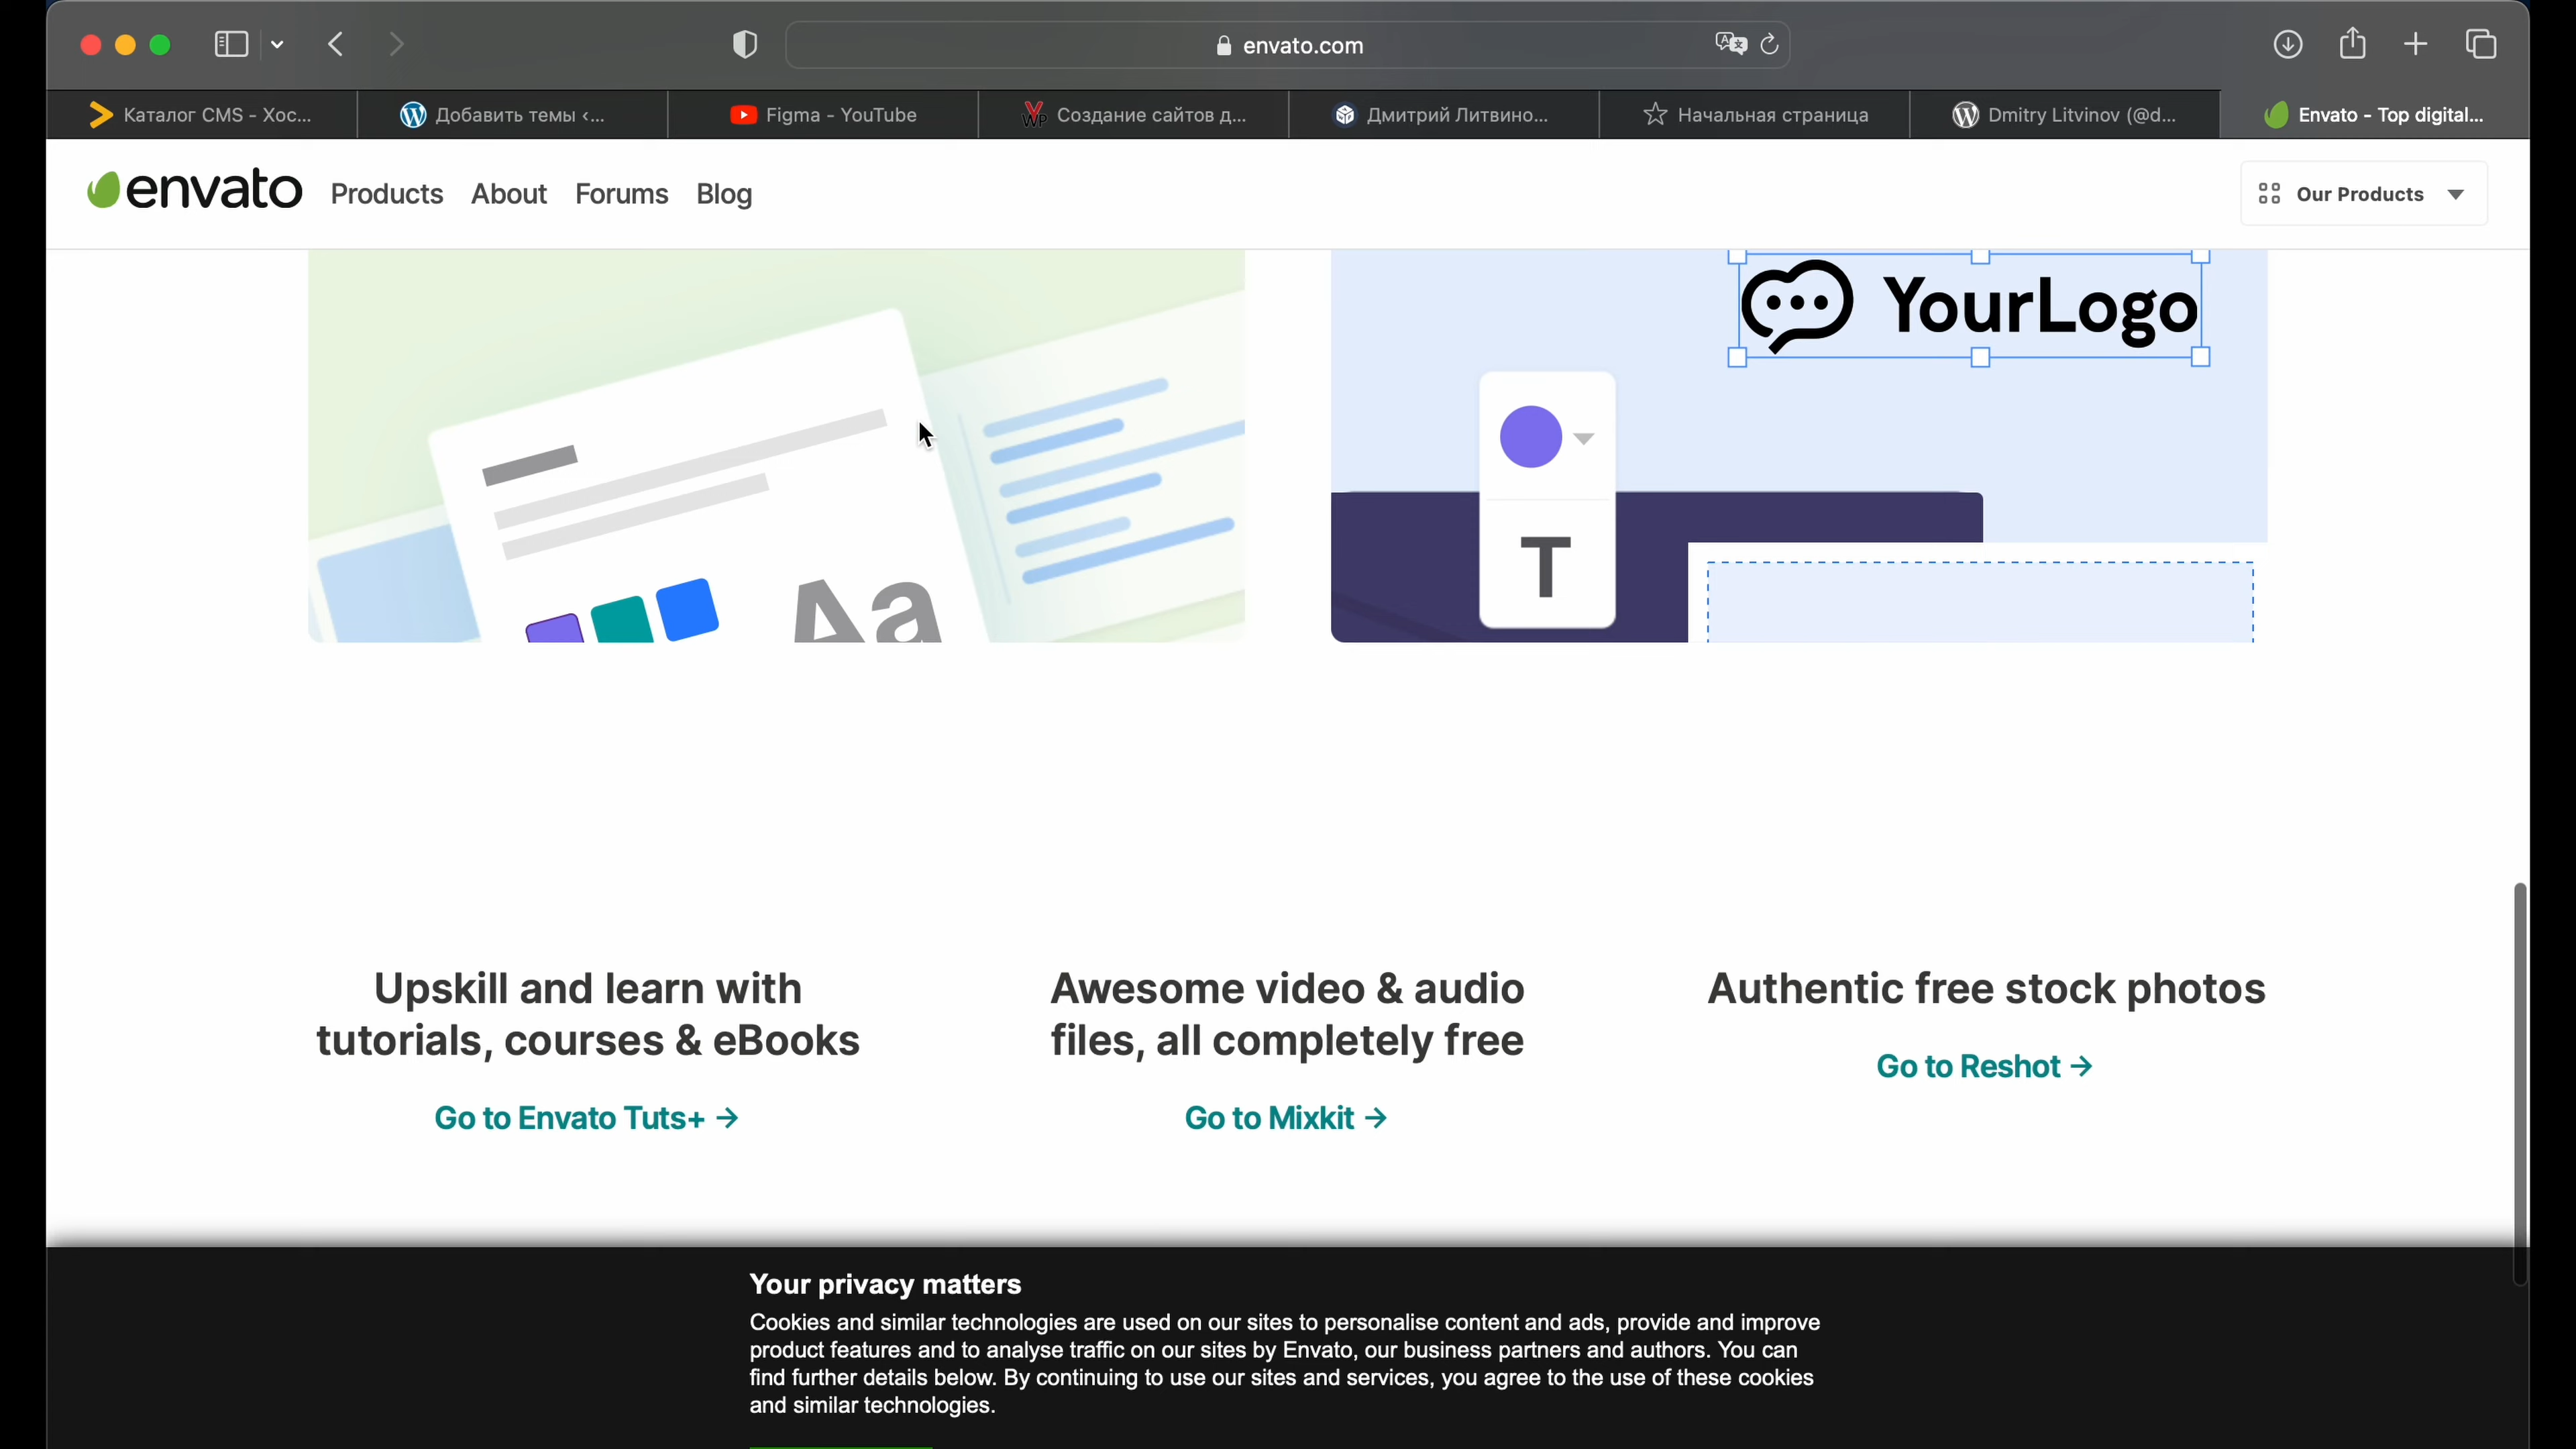 envato.com
Каталог CMS - Хос...
Добавить темы ‹...
Figma - YouTube
Создание сайтов д...
Дмитрий Литвино...
Начальная страница
Dmitry Litvinov (@d...
Envato - Top digital...
envato
Products
About
Forums
Blog
Our Products
YourLogo
T
Aa
Upskill and learn with
tutorials, courses & eBooks
Go to Envato Tuts+ →
Awesome video & audio
files, all completely free
Go to Mixkit →
Authentic free stock photos
Go to Reshot →
Your privacy matters
Cookies and similar technologies are used on our sites to personalise content and ads, provide and improve
product features and to analyse traffic on our sites by Envato, our business partners and authors. You can
find further details below. By continuing to use our sites and services, you agree to the use of these cookies
and similar technologies.